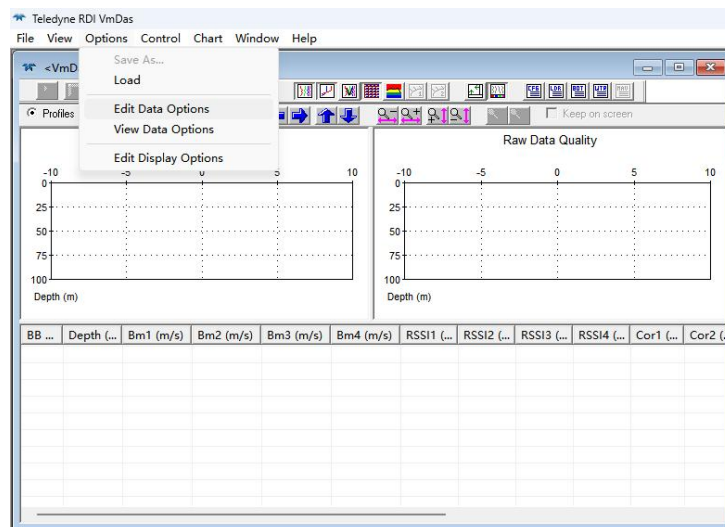 Teledyne RDI VmDas
File View Options Control Chart Window Help
<VmD
Save As...
Load
Edit Data Options
View Data Options
Edit Display Options
Profiles
Keep on screen
Raw Data Quality
-10 -5 0 5 10
0
25
50
75
100
Depth (m)
-10 -5 0 5 10
0
25
50
75
100
Depth (m)
BB ... Depth (... Bm1 (m/s) Bm2 (m/s) Bm3 (m/s) Bm4 (m/s) RSSI1 (... RSSI2 (... RSSI3 (... RSSI4 (... Cor1 (... Cor2 (